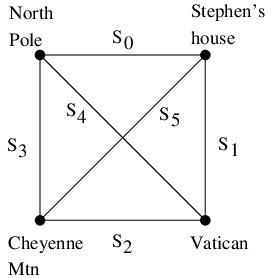 North
Pole
Stephen's
house
S0
S4
S5
S3
S1
Cheyenne
Mtn
S2
Vatican